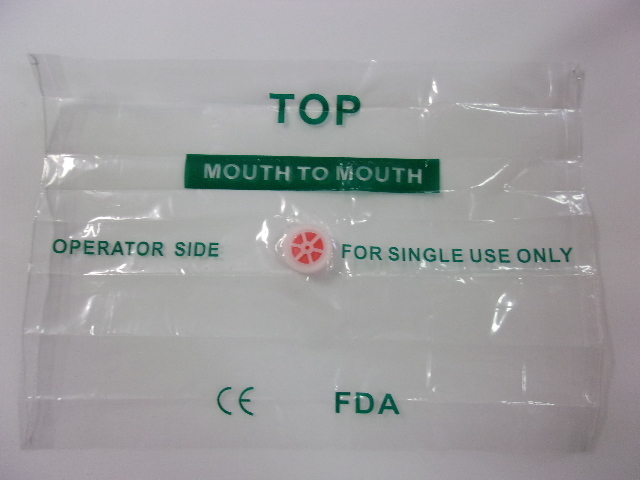 TOP
MOUTH TO MOUTH
OPERATOR SIDE FOR SINGLE USE ONLY
CE FDA